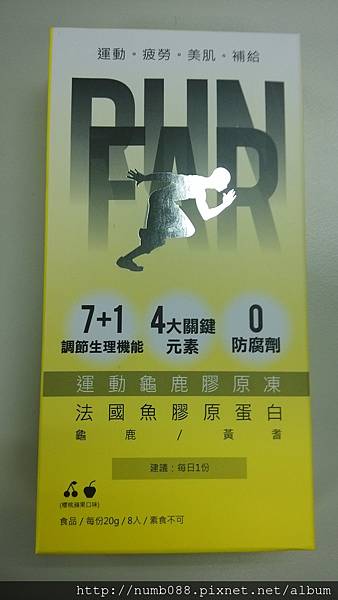 運動。疲勞。美肌。補給
RUN
FAR
7+1
調節生理機能
4大關鍵
元素
0
防腐劑
運動龜鹿膠原凍
法國魚膠原蛋白
龜鹿/黃耆
建議:每日1份
(櫻桃蘋果口味)
食品/每份20g/8入/素食不可
http://numb088.pixnet.net/album